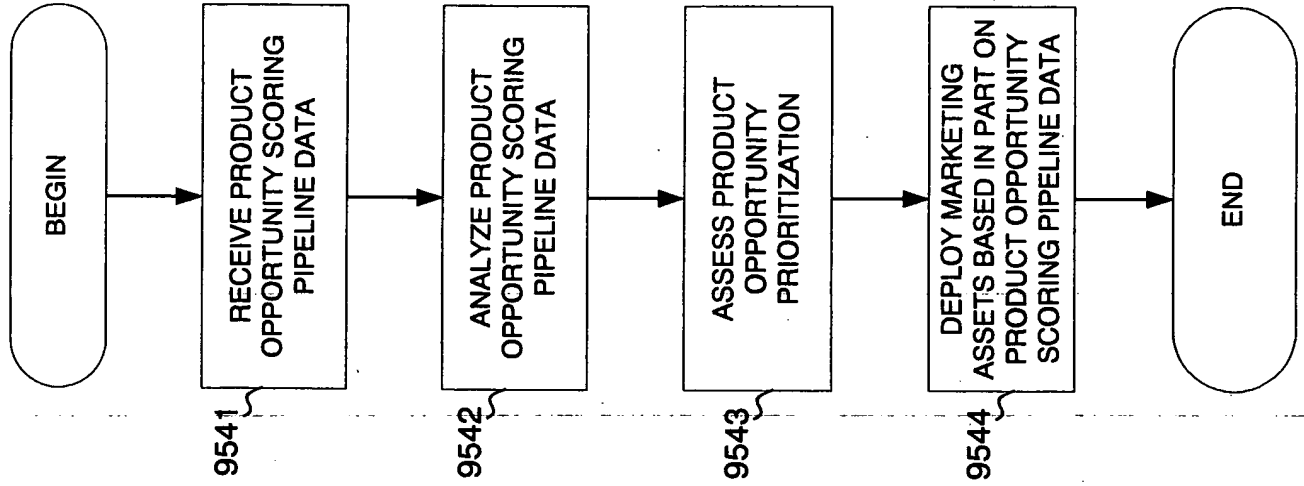 BEGIN
9541
RECEIVE PRODUCT
OPPORTUNITY SCORING
PIPELINE DATA
9542
ANALYZE PRODUCT
OPPORTUNITY SCORING
PIPELINE DATA
9543
ASSESS PRODUCT
OPPORTUNITY
PRIORITIZATION
9544
DEPLOY MARKETING
ASSETS BASED IN PART ON
PRODUCT OPPORTUNITY
SCORING PIPELINE DATA
END